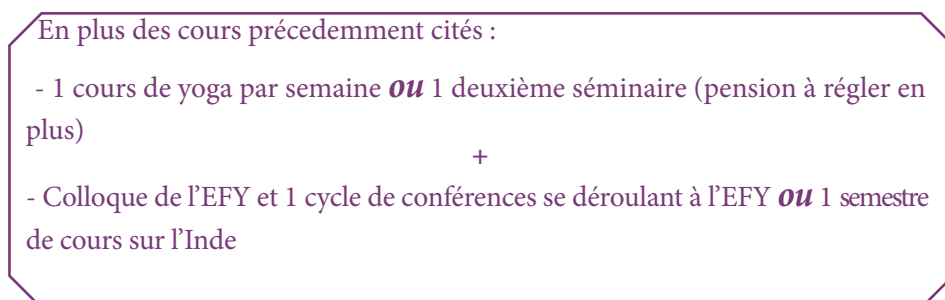 En plus des cours précedemment cités :
- 1 cours de yoga par semaine ou 1 deuxième séminaire (pension à régler en
plus)
+
- Colloque de l’EFY et 1 cycle de conférences se déroulant à l’EFY ou 1 semestre
de cours sur l’Inde